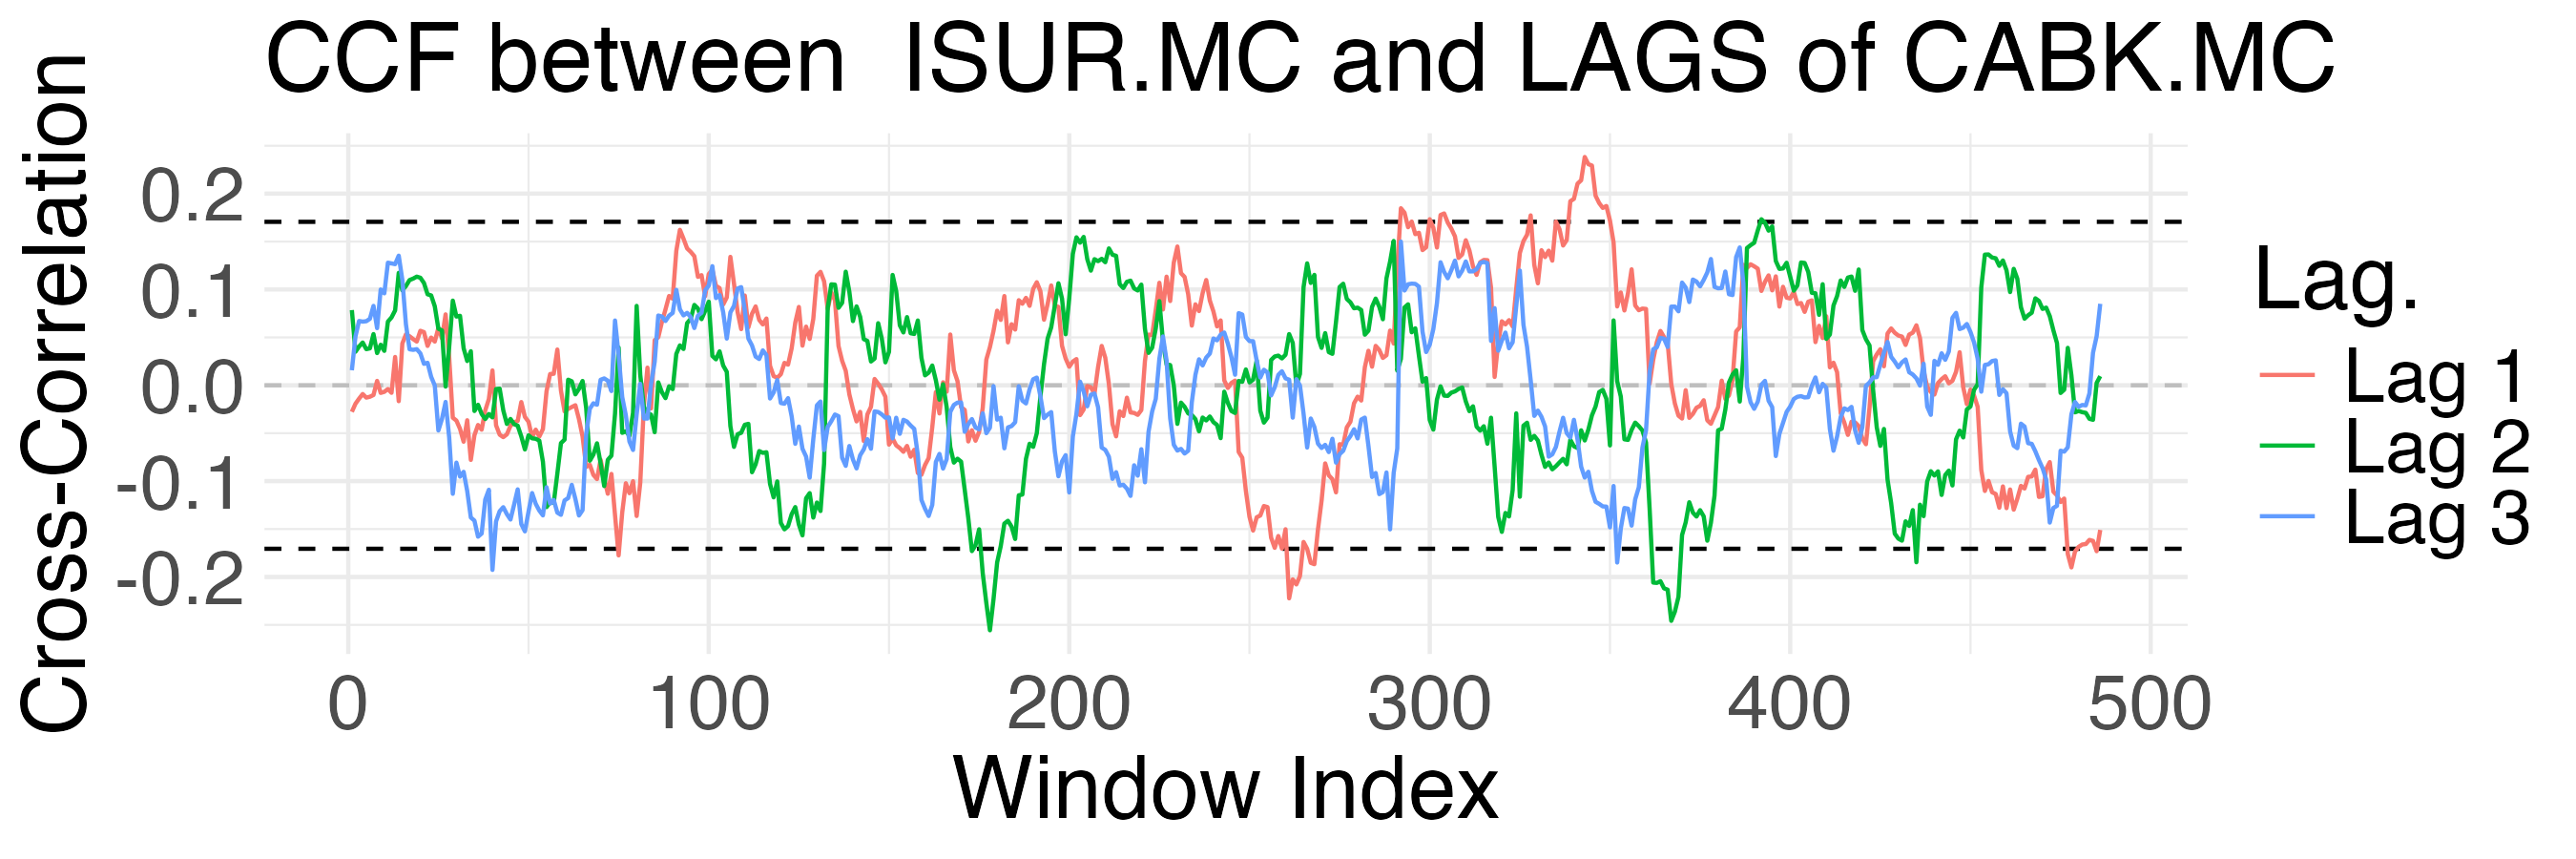 CCF between  ISUR.MC and LAGS of CABK.MC
Cross-Correlation
0.2
0.1
0.0
-0.1
-0.2
0 100 200 300 400 500
Window Index
Lag.
Lag 1
Lag 2
Lag 3